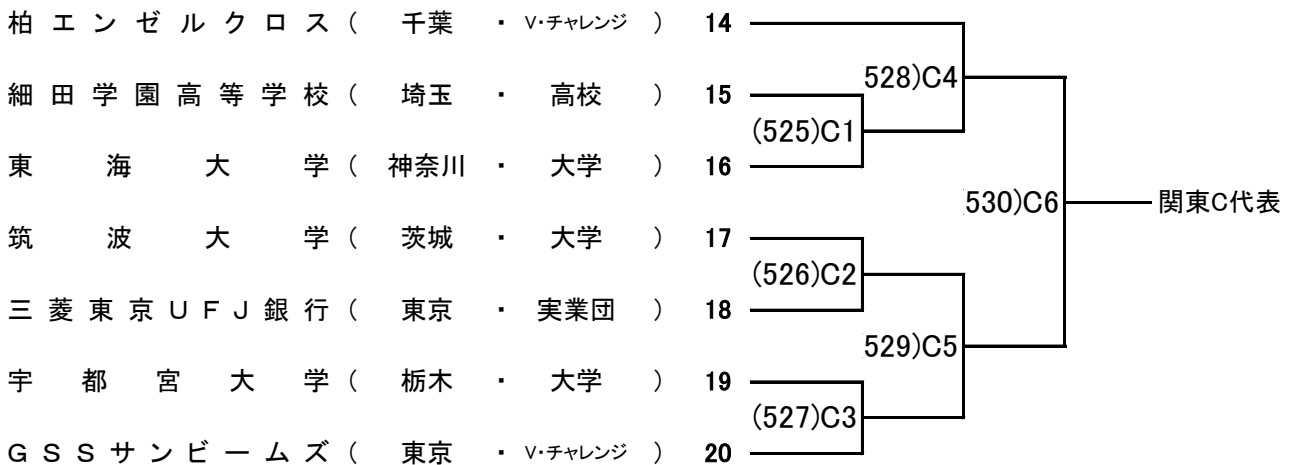 柏エンゼルクロス( 千葉 ・ V・チャレンジ ) 14
528)C4
細田学園高等学校( 埼玉 ・ 高校 ) 15
(525)C1
東海大学( 神奈川 ・ 大学 ) 16
530)C6 関東C代表
筑波大学( 茨城 ・ 大学 ) 17
(526)C2
三菱東京UFJ銀行( 東京 ・ 実業団 ) 18
529)C5
宇都宮大学( 栃木 ・ 大学 ) 19
(527)C3
GSSサンビームズ( 東京 ・ V・チャレンジ ) 20